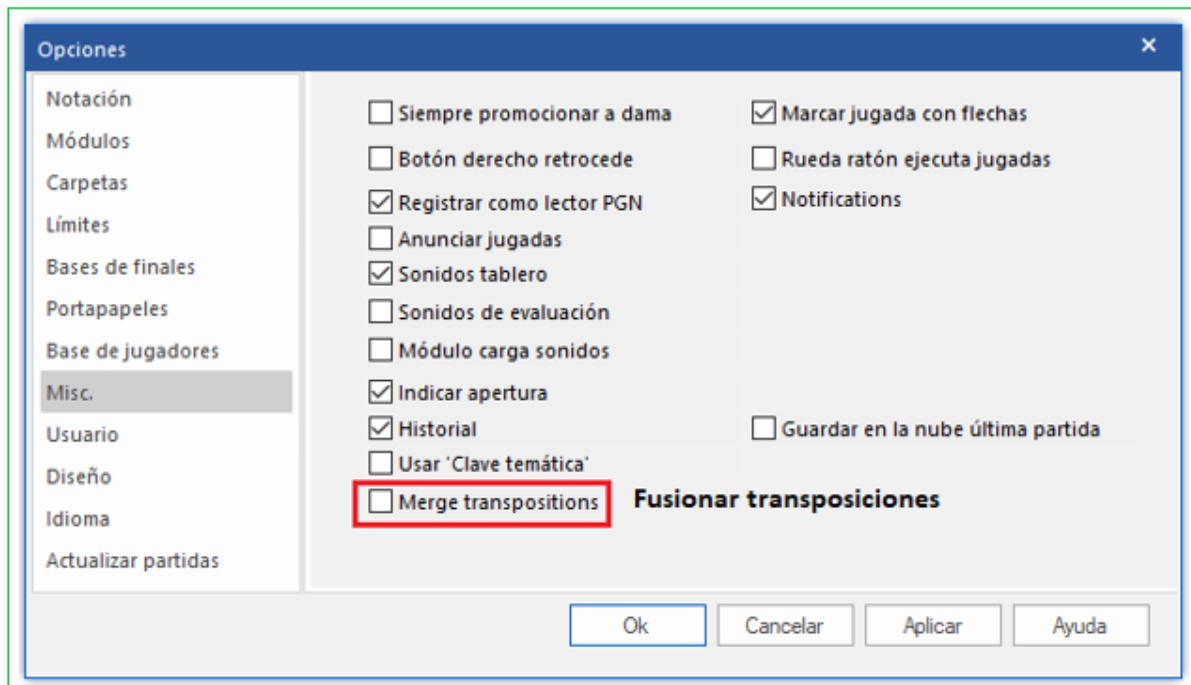 Opciones
Notación
Módulos
Carpetas
Límites
Bases de finales
Portapapeles
Base de jugadores
Misc.
Usuario
Diseño
Idioma
Actualizar partidas
Siempre promocionar a dama
Botón derecho retrocede
Registrar como lector PGN
Anunciar jugadas
Sonidos tablero
Sonidos de evaluación
Módulo carga sonidos
Indicar apertura
Historial
Usar 'Clave temática'
Merge transpositions
Fusionar transposiciones
Marcar jugada con flechas
Rueda ratón ejecuta jugadas
Notifications
Guardar en la nube última partida
Ok
Cancelar
Aplicar
Ayuda